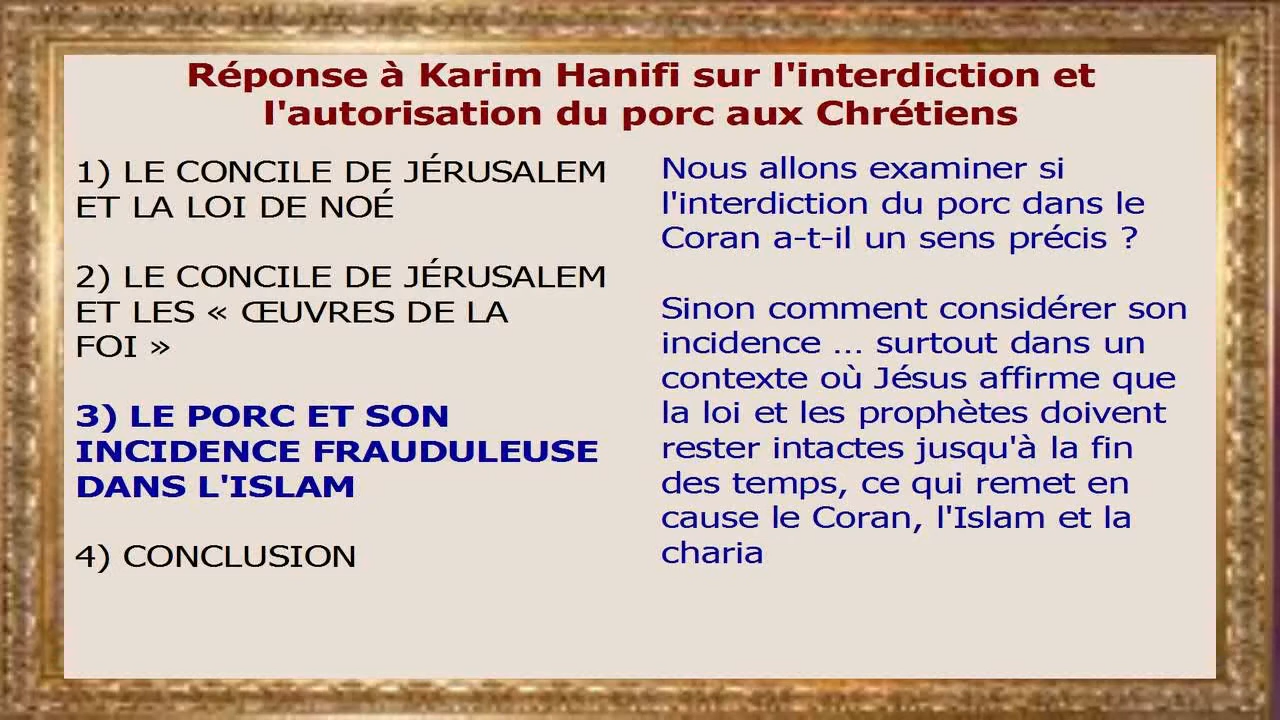 Réponse à Karim Hanifi sur l'interdiction et
l'autorisation du porc aux Chrétiens
1) LE CONCILE DE JÉRUSALEM
ET LA LOI DE NOÉ
2) LE CONCILE DE JÉRUSALEM
ET LES « ŒUVRES DE LA
FOI »
3) LE PORC ET SON
INCIDENCE FRAUDULEUSE
DANS L'ISLAM
4) CONCLUSION
Nous allons examiner si
l'interdiction du porc dans le
Coran a-t-il un sens précis ?
Sinon comment considérer son
incidence ... surtout dans un
contexte où Jésus affirme que
la loi et les prophètes doivent
rester intactes jusqu'à la fin
des temps, ce qui remet en
cause le Coran, l'Islam et la
charia